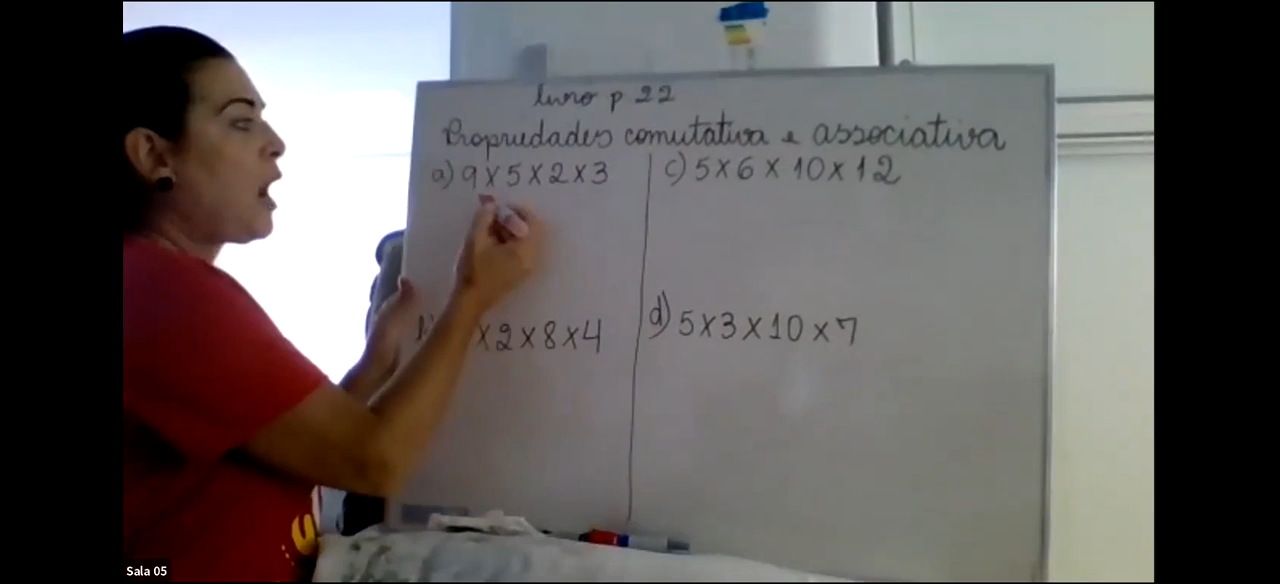 livro p 22
Propriedades comutativa e associativa
a) 9 x 5 x 2 x 3
c) 5 x 6 x 10 x 12
x 2 x 8 x 4
d) 5 x 3 x 10 x 7
Sala 05